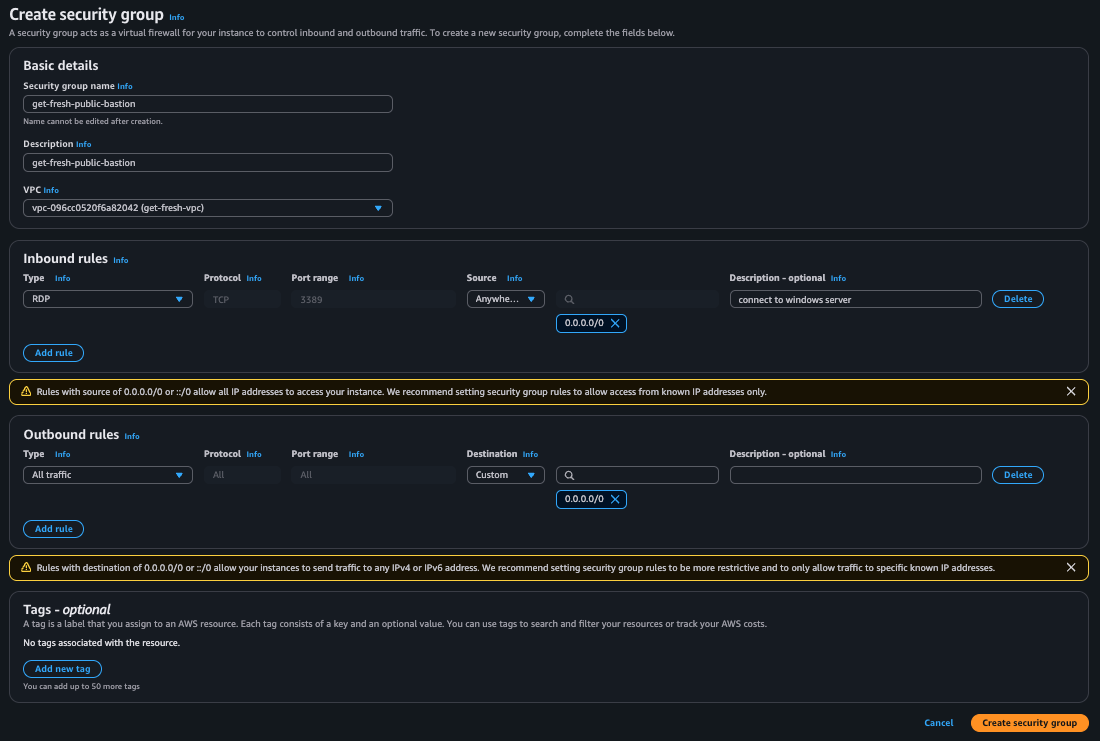 Create security group Info
A security group acts as a virtual firewall for your instance to control inbound and outbound traffic. To create a new security group, complete the fields below.
Basic details
Security group name Info
get-fresh-public-bastion
Name cannot be edited after creation.
Description Info
get-fresh-public-bastion
VPC Info
vpc-096cc0520f6a82042 (get-fresh-vpc)
Inbound rules Info
Type Info Protocol Info Port range Info Source Info Description - optional Info
RDP TCP 3389 Anywhe... connect to windows server Delete
0.0.0.0/0
Add rule
Rules with source of 0.0.0.0/0 or ::/0 allow all IP addresses to access your instance. We recommend setting security group rules to allow access from known IP addresses only.
Outbound rules Info
Type Info Protocol Info Port range Info Destination Info Description - optional Info
All traffic All All Custom Delete
0.0.0.0/0
Add rule
Rules with destination of 0.0.0.0/0 or ::/0 allow your instances to send traffic to any IPv4 or IPv6 address. We recommend setting security group rules to be more restrictive and to only allow traffic to specific known IP addresses.
Tags - optional
A tag is a label that you assign to an AWS resource. Each tag consists of a key and an optional value. You can use tags to search and filter your resources or track your AWS costs.
No tags associated with the resource.
Add new tag
You can add up to 50 more tags
Cancel Create security group